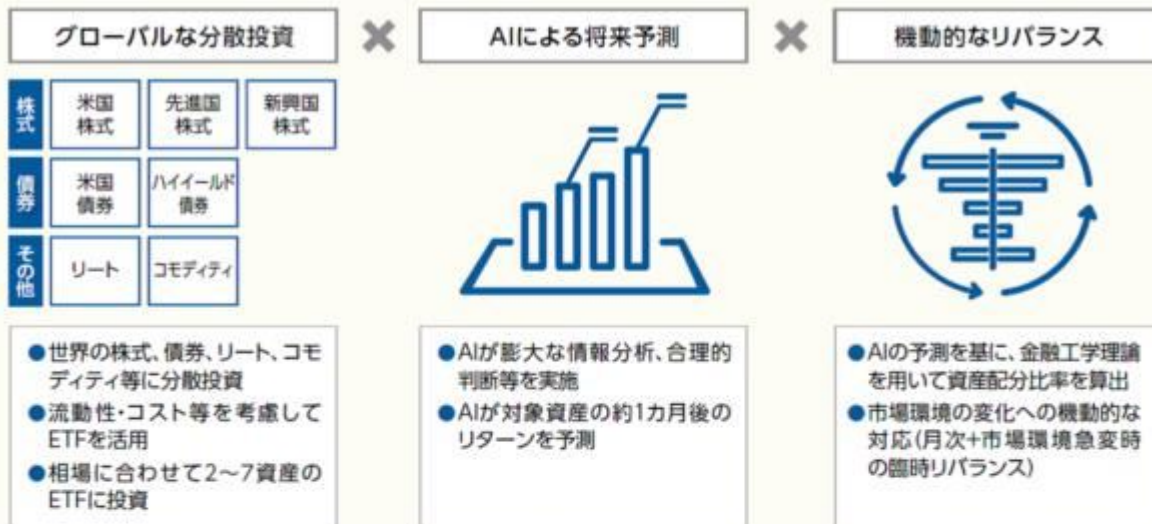 グローバルな分散投資
×
AIによる将来予測
×
機動的なリバランス
株式
米国
株式
先進国
株式
新興国
株式
債券
米国
債券
ハイイールド
債券
その他
リート
コモディティ
●世界の株式、債券、リート、コモ
ディティ等に分散投資
●流動性・コスト等を考慮して
ETFを活用
●相場に合わせて2～7資産の
ETFに投資
●AIが膨大な情報分析、合理的
判断等を実施
●AIが対象資産の約1カ月後の
リターンを予測
●AIの予測を基に、金融工学理論
を用いて資産配分比率を算出
●市場環境の変化への機動的な
対応(月次+市場環境急変時
の臨時リバランス)